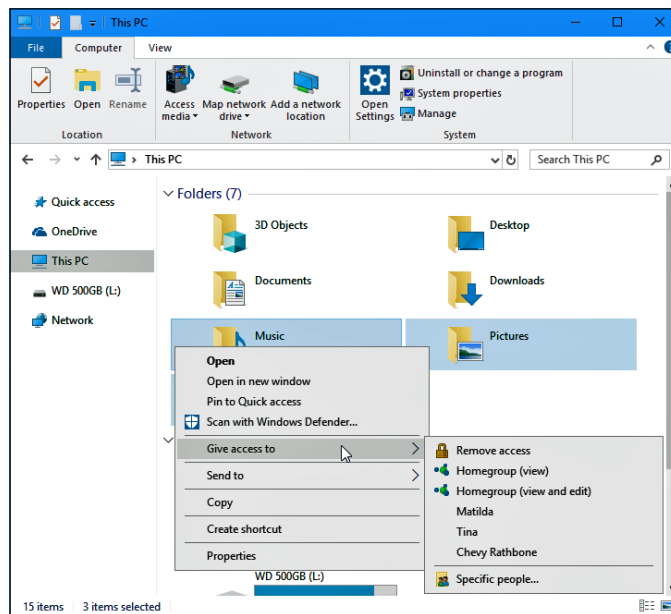 This PC
File Computer View
Properties Open Rename
Access media Map network drive Add a network location
Open Settings
Uninstall or change a program
System properties
Manage
Location Network System
This PC
Search This PC
Quick access
OneDrive
This PC
WD 500GB (L:)
Network
Folders (7)
3D Objects Desktop
Documents Downloads
Music Pictures
Open
Open in new window
Pin to Quick access
Scan with Windows Defender...
Give access to
Send to
Copy
Create shortcut
Properties
Remove access
Homegroup (view)
Homegroup (view and edit)
Matilda
Tina
Chevy Rathbone
Specific people...
WD 500GB (L:)
15 items 3 items selected